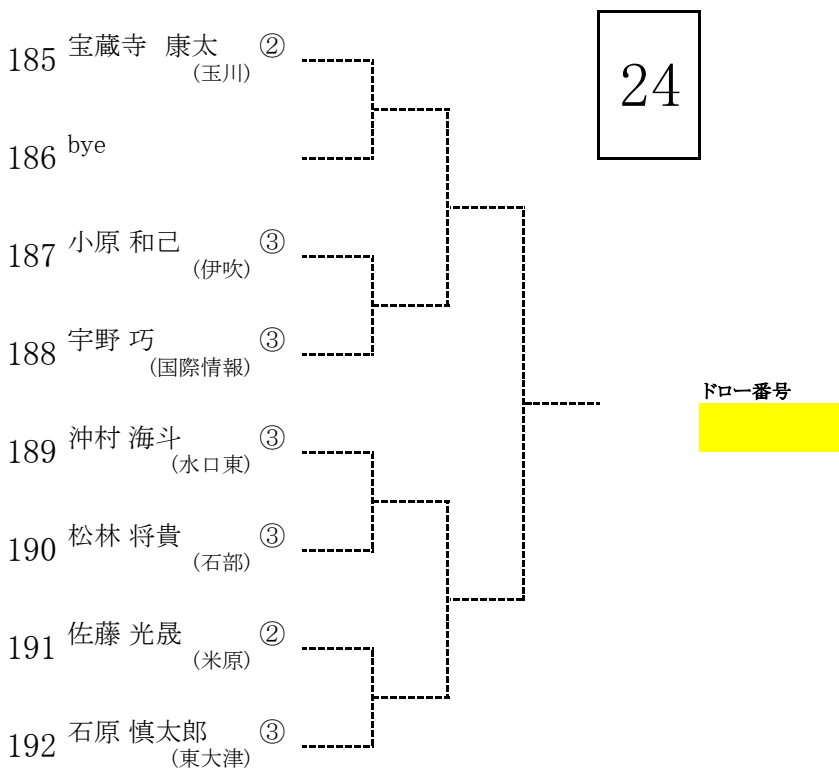 24
185 宝蔵寺 康太 ②
(玉川)
186 bye
187 小原 和己 ③
(伊吹)
188 宇野 巧 ③
(国際情報)
ドロー番号
189 沖村 海斗 ③
(水口東)
190 松林 将貴 ③
(石部)
191 佐藤 光晟 ②
(米原)
192 石原 慎太郎 ③
(東大津)